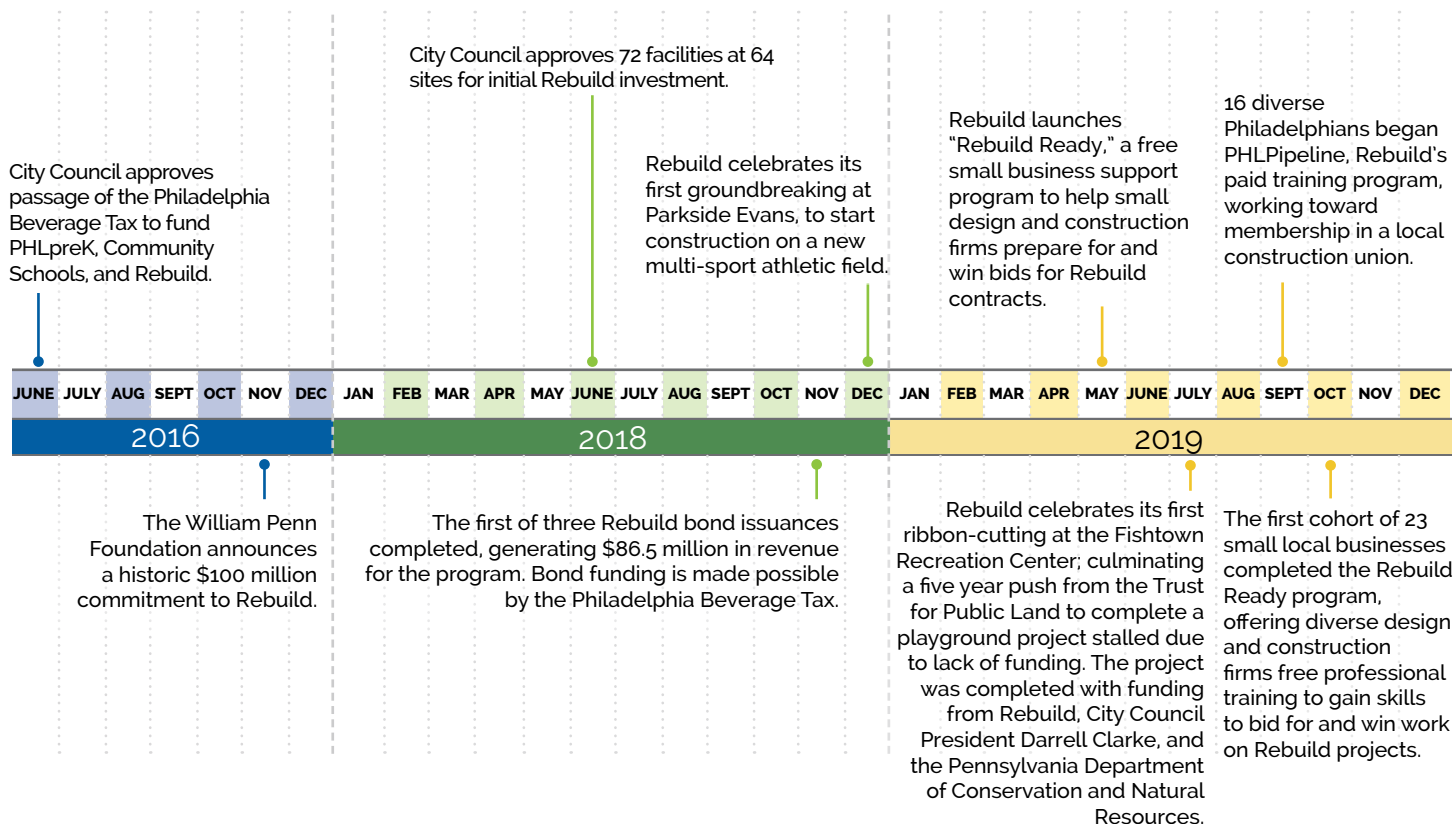 City Council approves
passage of the Philadelphia
Beverage Tax to fund
PHLpreK, Community
Schools, and Rebuild.
City Council approves 72 facilities at 64
sites for initial Rebuild investment.
Rebuild celebrates its
first groundbreaking at
Parkside Evans, to start
construction on a new
multi-sport athletic field.
Rebuild launches
“Rebuild Ready,” a free
small business support
program to help small
design and construction
firms prepare for and
win bids for Rebuild
contracts.
16 diverse
Philadelphians began
PHLPipeline, Rebuild’s
paid training program,
working toward
membership in a local
construction union.
JUNE JULY AUG SEPT OCT NOV DEC JAN FEB MAR APR MAY JUNE JULY AUG SEPT OCT NOV DEC JAN FEB MAR APR MAY JUNE JULY AUG SEPT OCT NOV DEC
2016 2018 2019
The William Penn
Foundation announces
a historic $100 million
commitment to Rebuild.
The first of three Rebuild bond issuances
completed, generating $86.5 million in revenue
for the program. Bond funding is made possible
by the Philadelphia Beverage Tax.
Rebuild celebrates its first
ribbon-cutting at the Fishtown
Recreation Center; culminating
a five year push from the Trust
for Public Land to complete a
playground project stalled due
to lack of funding. The project
was completed with funding
from Rebuild, City Council
President Darrell Clarke, and
the Pennsylvania Department
of Conservation and Natural
Resources.
The first cohort of 23
small local businesses
completed the Rebuild
Ready program,
offering diverse design
and construction
firms free professional
training to gain skills
to bid for and win work
on Rebuild projects.